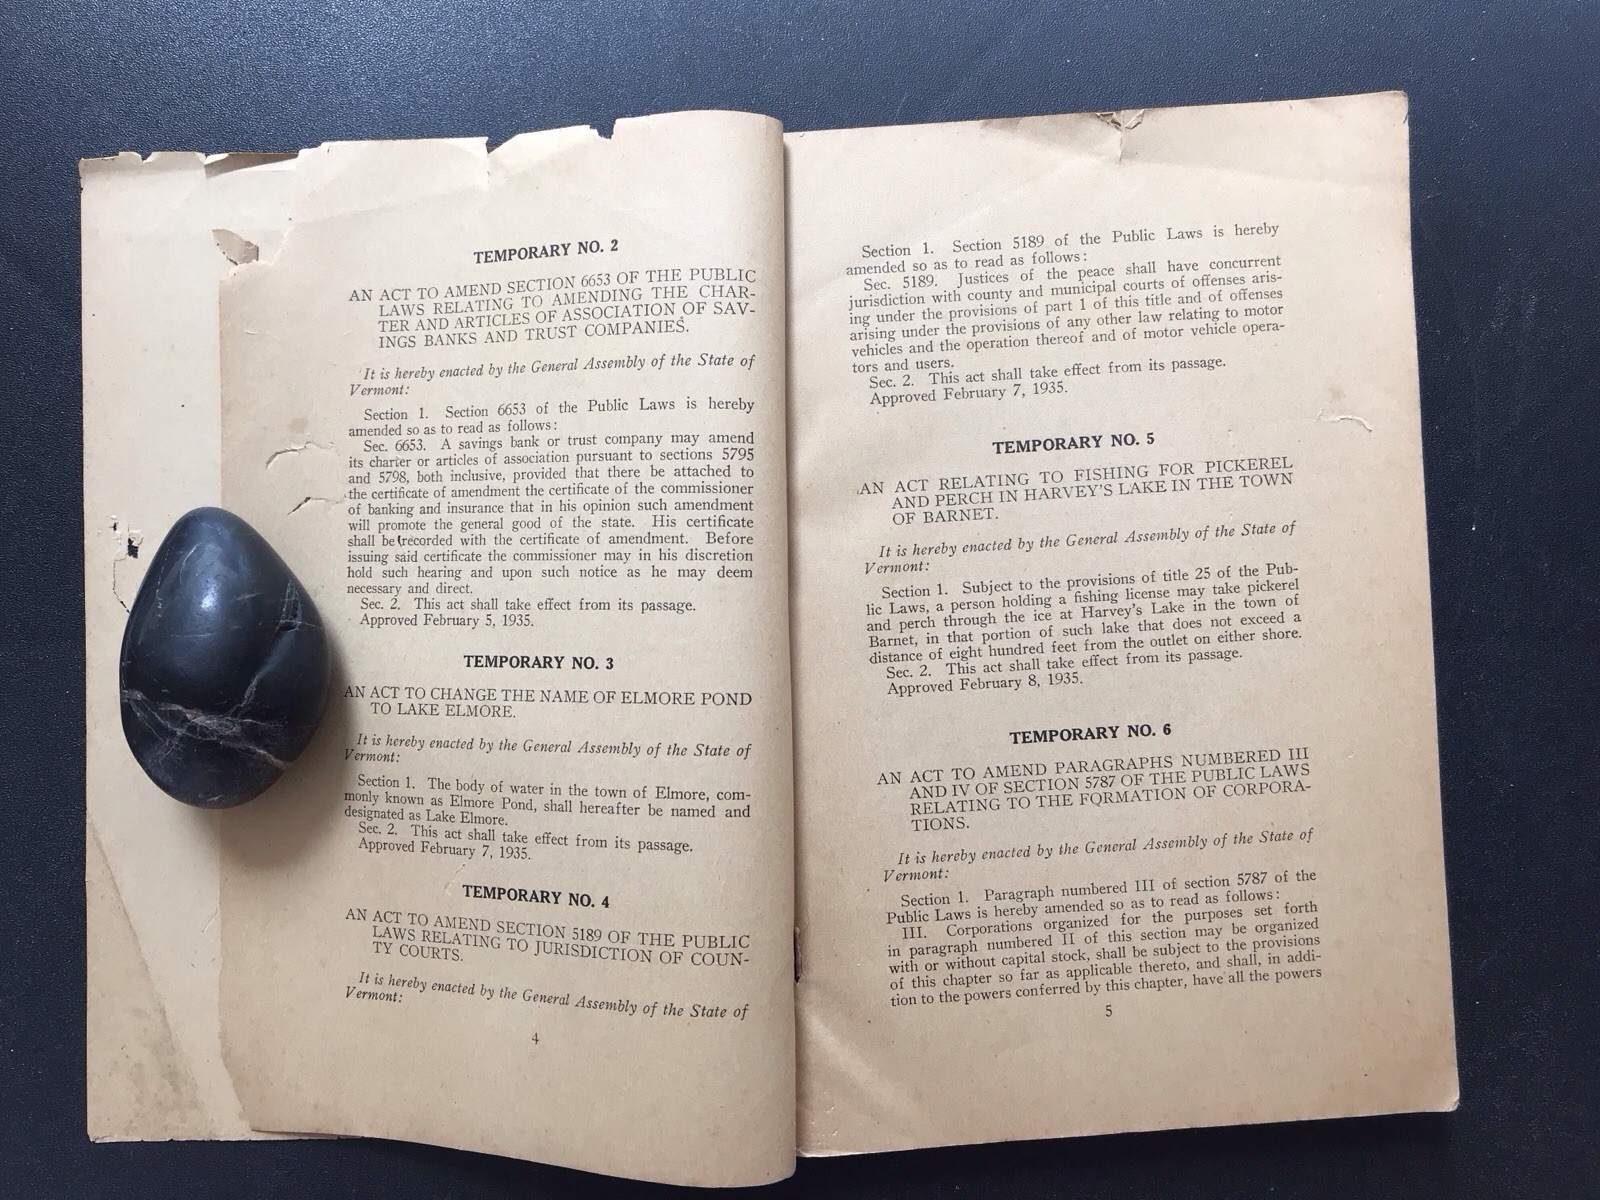 TEMPORARY NO. 2
AN ACT TO AMEND SECTION 6653 OF THE PUBLIC
LAWS RELATING TO AMENDING THE CHAR-
TER AND ARTICLES OF ASSOCIATION OF SAV-
INGS BANKS AND TRUST COMPANIES.
It is hereby enacted by the General Assembly of the State of
Vermont:
Section 1. Section 6653 of the Public Laws is hereby
amended so as to read as follows:
Sec. 6653. A savings bank or trust company may amend
its charter or articles of association pursuant to sections 5795
and 5798, both inclusive, provided that there be attached to
the certificate of amendment the certificate of the commissioner
of banking and insurance that in his opinion such amendment
will promote the general good of the state. His certificate
shall be recorded with the certificate of amendment. Before
issuing said certificate the commissioner may in his discretion
hold such hearing and upon such notice as he may deem
necessary and direct.
Sec. 2. This act shall take effect from its passage.
Approved February 5, 1935.
TEMPORARY NO. 3
AN ACT TO CHANGE THE NAME OF ELMORE POND
TO LAKE ELMORE.
It is hereby enacted by the General Assembly of the State of
Vermont:
Section 1. The body of water in the town of Elmore, com-
monly known as Elmore Pond, shall hereafter be named and
designated as Lake Elmore.
Sec. 2. This act shall take effect from its passage.
Approved February 7, 1935.
TEMPORARY NO. 4
AN ACT TO AMEND SECTION 5189 OF THE PUBLIC
LAWS RELATING TO JURISDICTION OF COUN-
TY COURTS.
It is hereby enacted by the General Assembly of the State of
Vermont:
4
Section 1. Section 5189 of the Public Laws is hereby
amended so as to read as follows:
Sec. 5189. Justices of the peace shall have concurrent
jurisdiction with county and municipal courts of offenses aris-
ing under the provisions of part 1 of this title and of offenses
arising under the provisions of any other law relating to motor
vehicles and the operation thereof and of motor vehicle opera-
tors and users.
Sec. 2. This act shall take effect from its passage.
Approved February 7, 1935.
TEMPORARY NO. 5
AN ACT RELATING TO FISHING FOR PICKEREL
AND PERCH IN HARVEY'S LAKE IN THE TOWN
OF BARNET.
It is hereby enacted by the General Assembly of the State of
Vermont:
Section 1. Subject to the provisions of title 25 of the Pub-
lic Laws, a person holding a fishing license may take pickerel
and perch through the ice at Harvey's Lake in the town of
Barnet, in that portion of such lake that does not exceed a
distance of eight hundred feet from the outlet on either shore.
Sec. 2. This act shall take effect from its passage.
Approved February 8, 1935.
TEMPORARY NO. 6
AN ACT TO AMEND PARAGRAPHS NUMBERED III
AND IV OF SECTION 5787 OF THE PUBLIC LAWS
RELATING TO THE FORMATION OF CORPORA-
TIONS.
It is hereby enacted by the General Assembly of the State of
Vermont:
Section 1. Paragraph numbered III of section 5787 of the
Public Laws is hereby amended so as to read as follows:
III. Corporations organized for the purposes set forth
in paragraph numbered II of this section may be organized
with or without capital stock, shall be subject to the provisions
of this chapter so far as applicable thereto, and shall, in addi-
tion to the powers conferred by this chapter, have all the powers
5